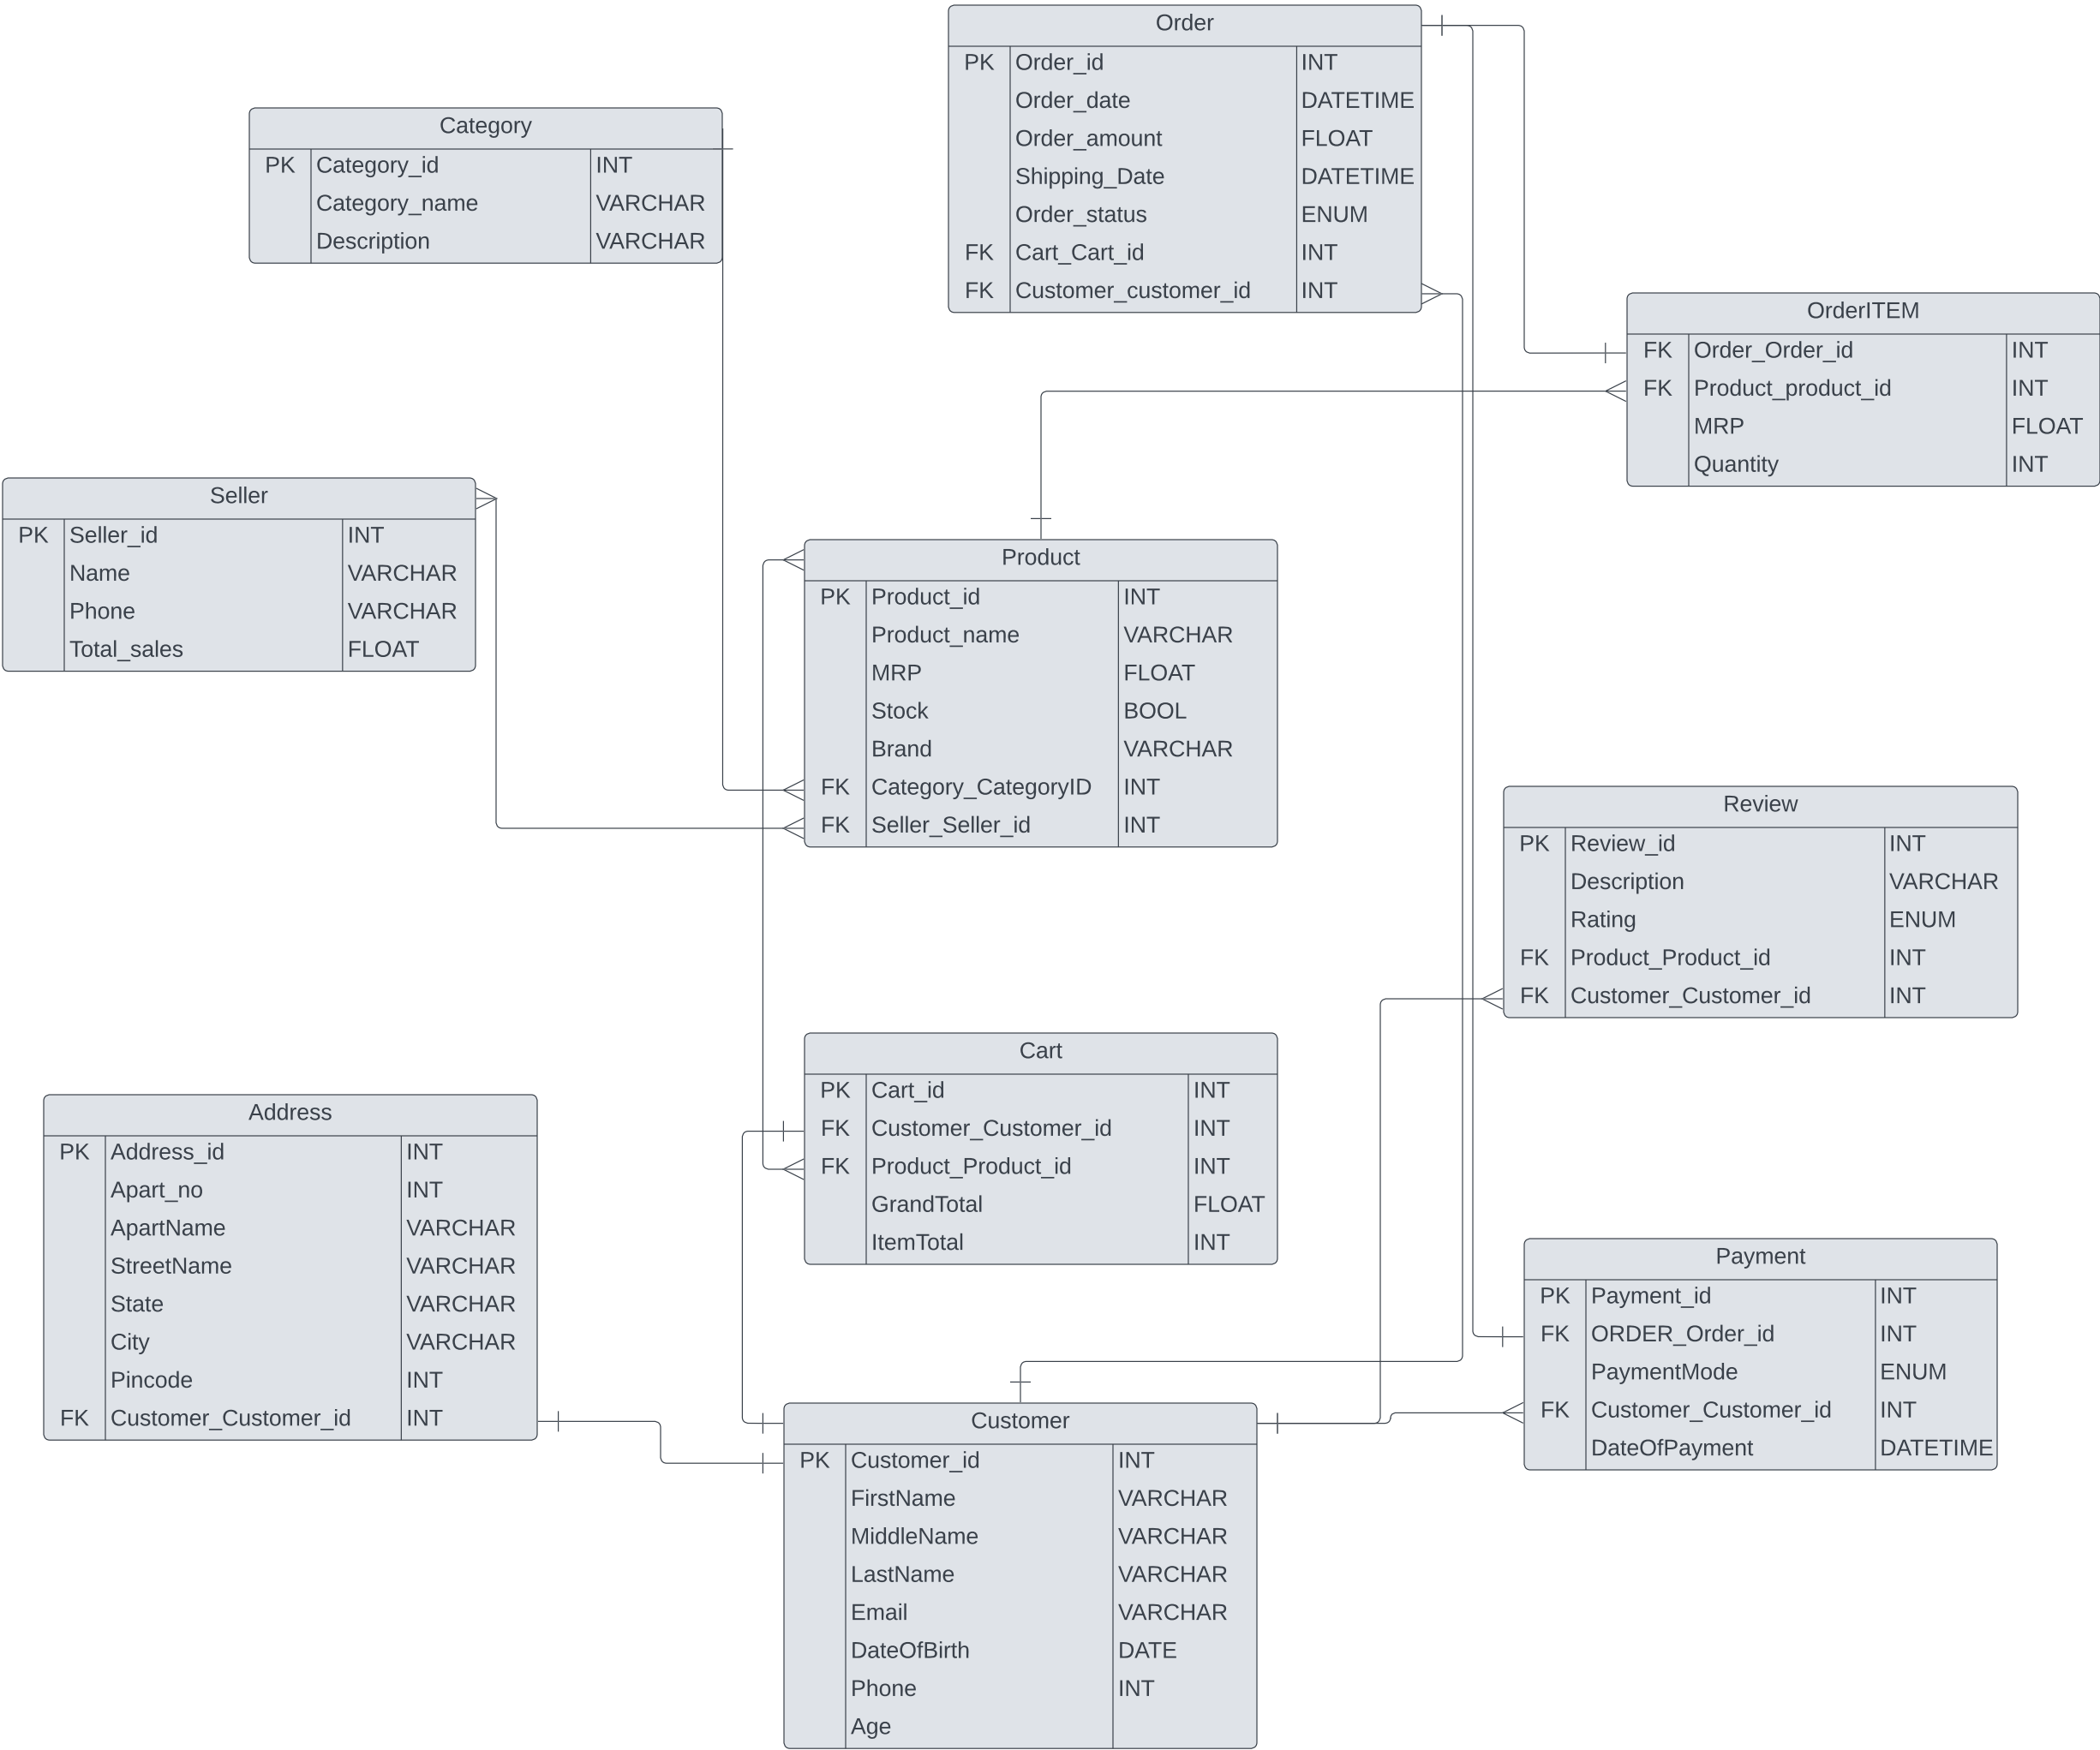 Order
PK Order_id INT
Order_date DATETIME
Order_amount FLOAT
Shipping_Date DATETIME
Order_status ENUM
FK Cart_Cart_id INT
FK Customer_customer_id INT
Category
PK Category_id INT
Category_name VARCHAR
Description VARCHAR
OrderITEM
FK Order_Order_id INT
FK Product_product_id INT
MRP FLOAT
Quantity INT
Seller
PK Seller_id INT
Name VARCHAR
Phone VARCHAR
Total_sales FLOAT
Product
PK Product_id INT
Product_name VARCHAR
MRP FLOAT
Stock BOOL
Brand VARCHAR
FK Category_CategoryID INT
FK Seller_Seller_id INT
Review
PK Review_id INT
Description VARCHAR
Rating ENUM
FK Product_Product_id INT
FK Customer_Customer_id INT
Cart
PK Cart_id INT
FK Customer_Customer_id INT
FK Product_Product_id INT
GrandTotal FLOAT
ItemTotal INT
Address
PK Address_id INT
Apart_no INT
ApartName VARCHAR
StreetName VARCHAR
State VARCHAR
City VARCHAR
Pincode INT
FK Customer_Customer_id INT
Payment
PK Payment_id INT
FK ORDER_Order_id INT
PaymentMode ENUM
FK Customer_Customer_id INT
DateOfPayment DATETIME
Customer
PK Customer_id INT
FirstName VARCHAR
MiddleName VARCHAR
LastName VARCHAR
Email VARCHAR
DateOfBirth DATE
Phone INT
Age